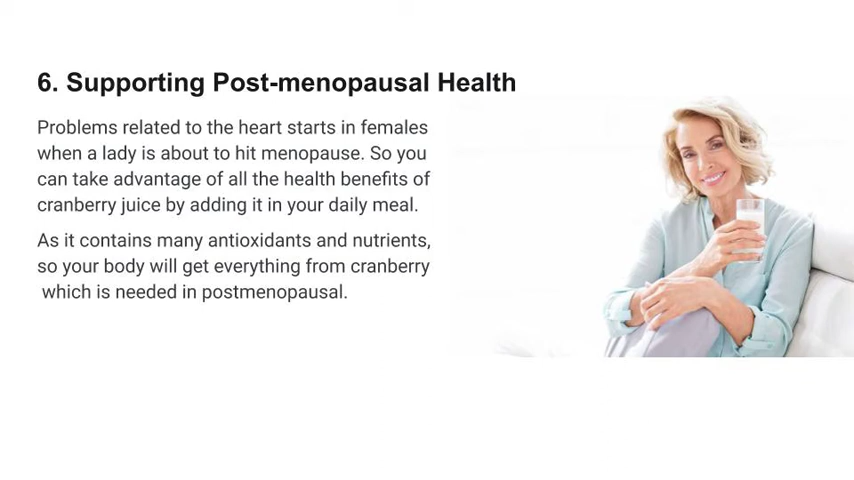 6. Supporting Post-menopausal Health
Problems related to the heart starts in females
when a lady is about to hit menopause. So you
can take advantage of all the health benefits of
cranberry juice by adding it in your daily meal.
As it contains many antioxidants and nutrients,
so your body will get everything from cranberry
which is needed in postmenopausal.